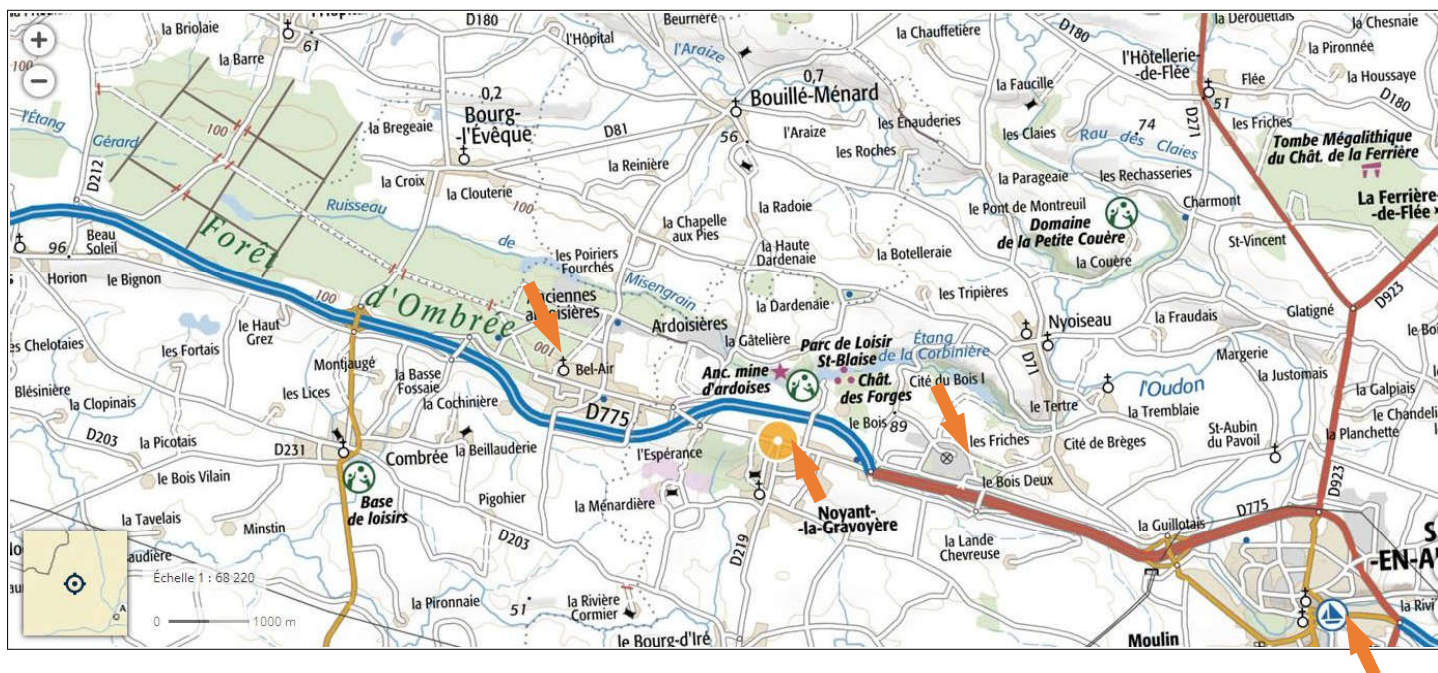 la Briolaie
D180
Beurrière
la Chauffetière
D180
la Derouettais
la Chesnaie
61
l'Hôpital
l'Araize
l'Hôtellerie
-de-Flée
la Pironnée
100
la Barre
0,7
Flée
la Houssaye
0,2
Bouillé-Ménard
la Faucille
51
D180
l'Étang
Bourg-
-l'Évêque
les Friches
Gérard
100
la Bregeaie
D81
56
l'Araize
les Énauderies
les Claies
74
Rau des Claies
D271
Tombe Mégalithique
du Chât. de la Ferrière
D212
la Reinière
les Roches
la Croix
la Clouterie
la Parageaie
les Rechasseries
Ruisseau
100
la Radoie
le Pont de Montreuil
Charmont
La Ferrière-
-de-Flée
Beau
Soleil
96
Forêt
d'Ombrée
de
Misengrain
la Chapelle
aux Pies
Domaine
de la Petite Couère
St-Vincent
les Poiriers
Fourchés
la Haute
Dardenaie
la Botelleraie
la Couère
Horion
le Bignon
100
Anciennes
ardoisières
la Dardenaie
les Tripières
D923
le Haut
Grez
Ardoisières
Nyoiseau
la Fraudais
Glatigné
les Fortais
100
la Gâtelière
Parc de Loisir
St-Blaise
Étang
de la Corbinière
Margerie
Montjaugé
la Basse
Fossaie
Bel-Air
Anc. mine
d'ardoises
Chât.
des Forges
Cité du Bois I
D71
l'Oudon
la Justomais
Blésinière
les Lices
la Clopinais
la Cochinière
D775
le Bois
89
le Tertre
la Tremblaie
la Galpiais
D203
la Picotais
D231
Combrée
la Beillauderie
l'Espérance
les Friches
Cité de Brèges
St-Aubin
du Pavoil
la Planchette
le Bois Vilain
Base
de loisirs
Pigohier
la Ménardière
le Bois Deux
D923
la Tavelais
Minstin
D203
D219
Noyant-
-la-Gravoyère
la Lande
Chevreuse
la Guillotais
D775
-EN-A
Échelle 1 : 68 220
la Pironnaie
51
la Rivière
Cormier
0
1000 m
le Bourg-d'Iré
Moulin
la Rivi